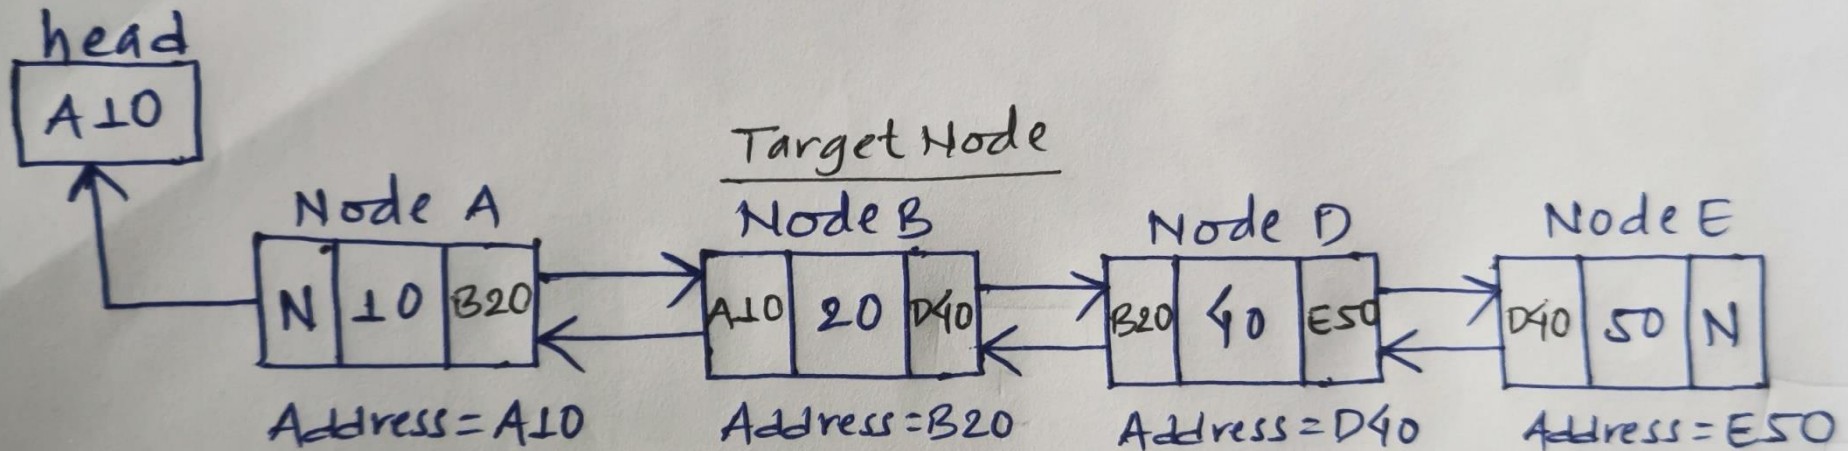 head
A10
Target Node
Node A
Node B
Node D
Node E
N 10 B20
A10 20 D40
B20 40 E50
D40 50 N
Address = A10
Address = B20
Address = D40
Address = E50